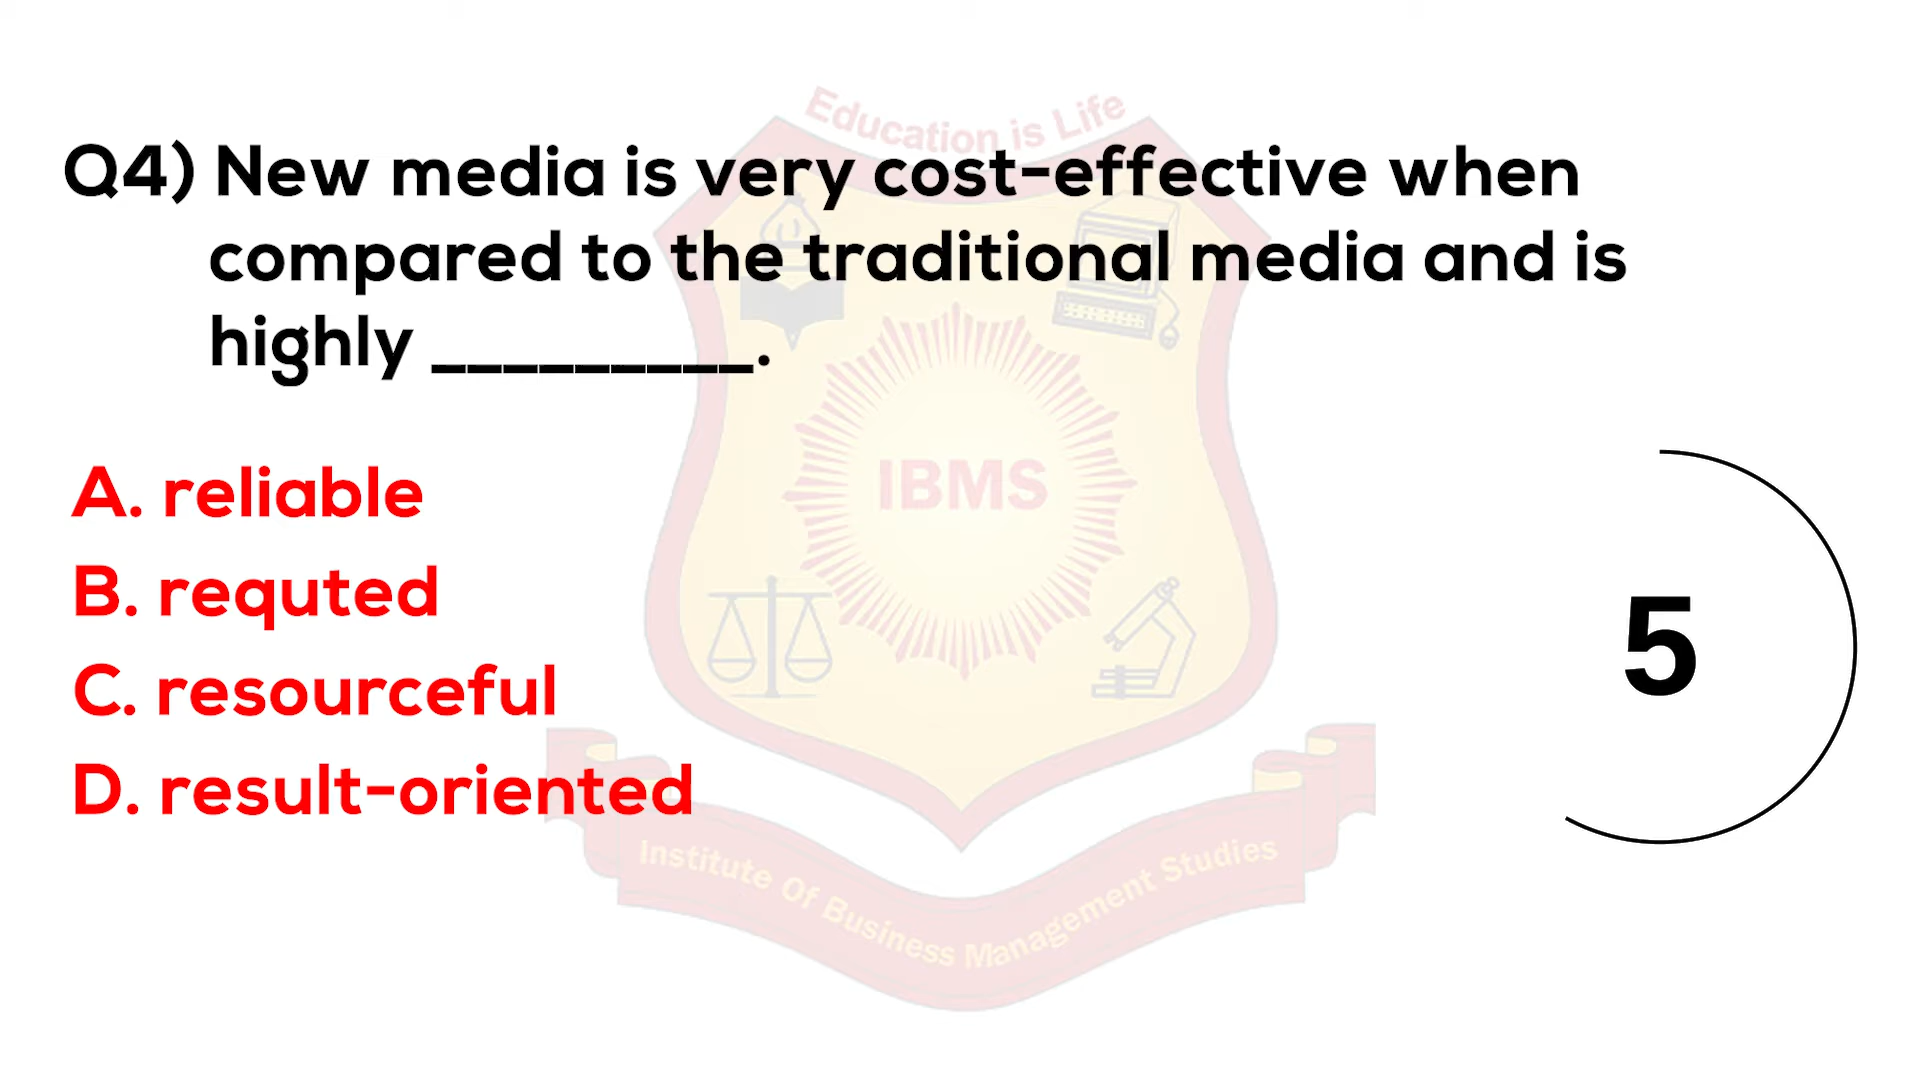 Education is Life
Q4) New media is very cost-effective when
compared to the traditional media and is
highly _________.
IBMS
A. reliable
B. requted
C. resourceful
D. result-oriented
5
Institute Of Business Management Studies